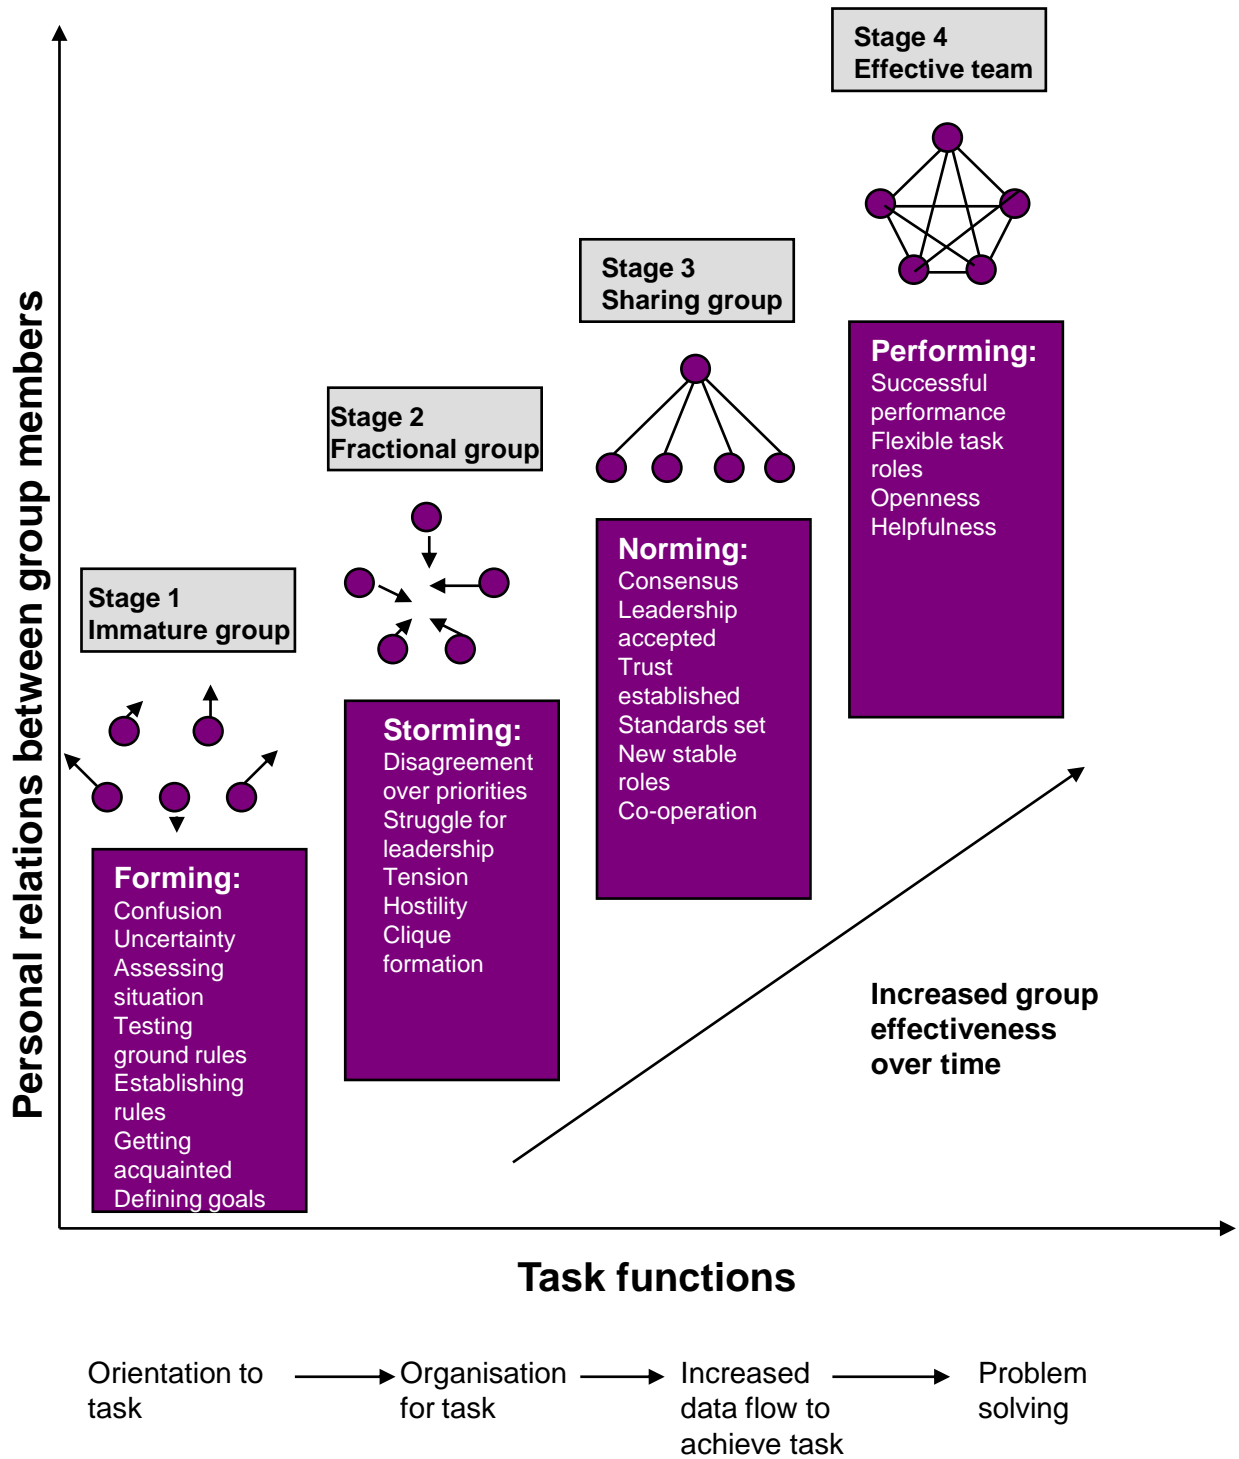 Personal relations between group members
Stage 1
Immature group
Forming:
Confusion
Uncertainty
Assessing
situation
Testing
ground rules
Establishing
rules
Getting
acquainted
Defining goals
Stage 2
Fractional group
Storming:
Disagreement
over priorities
Struggle for
leadership
Tension
Hostility
Clique
formation
Stage 3
Sharing group
Norming:
Consensus
Leadership
accepted
Trust
established
Standards set
New stable
roles
Co-operation
Stage 4
Effective team
Performing:
Successful
performance
Flexible task
roles
Openness
Helpfulness
Increased group
effectiveness
over time
Task functions
Orientation to
task
Organisation
for task
Increased
data flow to
achieve task
Problem
solving